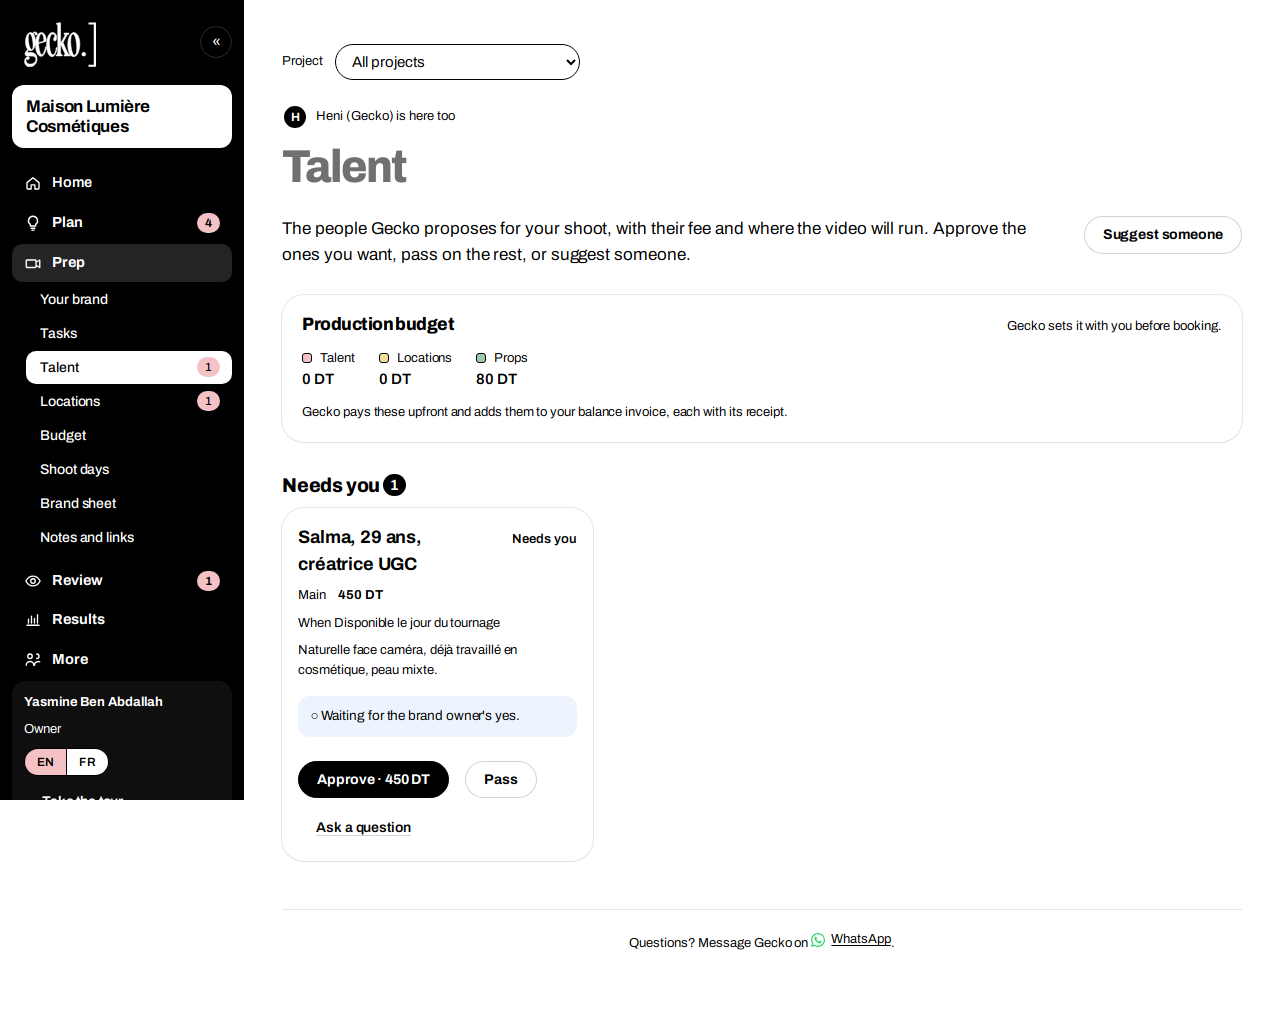 gecko.]
«
Maison Lumière
Cosmétiques
Home
Plan 4
Prep
Your brand
Tasks
Talent 1
Locations 1
Budget
Shoot days
Brand sheet
Notes and links
Review 1
Results
More
Yasmine Ben Abdallah
Owner
EN FR
Take the tour
Project All projects
H Heni (Gecko) is here too
Talent
The people Gecko proposes for your shoot, with their fee and where the video will run. Approve the
ones you want, pass on the rest, or suggest someone.
Suggest someone
Production budget
Gecko sets it with you before booking.
Talent Locations Props
0 DT 0 DT 80 DT
Gecko pays these upfront and adds them to your balance invoice, each with its receipt.
Needs you 1
Salma, 29 ans,
créatrice UGC
Needs you
Main 450 DT
When Disponible le jour du tournage
Naturelle face caméra, déjà travaillé en
cosmétique, peau mixte.
○ Waiting for the brand owner's yes.
Approve · 450 DT Pass
Ask a question
Questions? Message Gecko on WhatsApp.